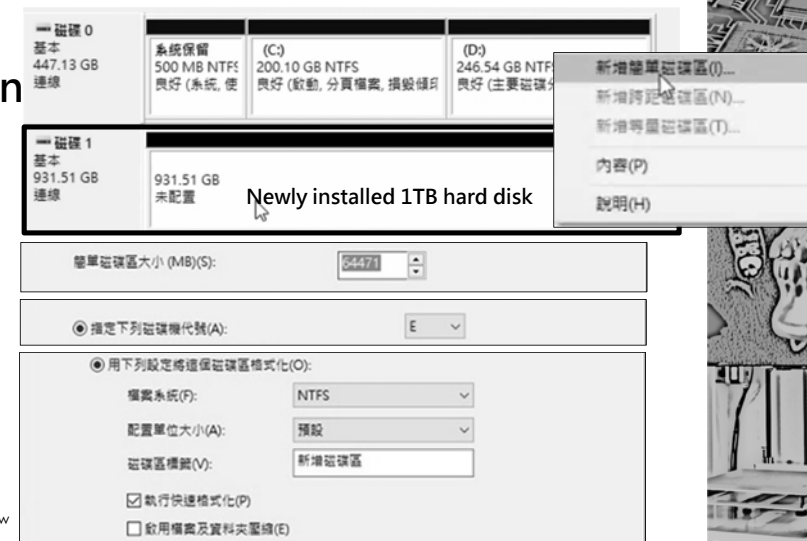 磁碟 0
基本
447.13 GB
連線
系統保留
500 MB NTFS
良好 (系統, 使
(C:)
200.10 GB NTFS
良好 (啟動, 分頁檔案, 損毀傾印
(D:)
246.54 GB NTF
良好 (主要磁碟分
n
新增簡單磁碟區(I)...
新增跨距磁碟區(N)...
新增等量磁碟區(T)...
內容(P)
說明(H)
磁碟 1
基本
931.51 GB
連線
931.51 GB
未配置
Newly installed 1TB hard disk
簡單磁碟區大小 (MB)(S):
64471
指定下列磁碟機代號(A):
E
用下列設定將這個磁碟區格式化(O):
檔案系統(F):
NTFS
配置單位大小(A):
預設
磁碟區標籤(V):
新增磁碟區
執行快速格式化(P)
啟用檔案及資料夾壓縮(E)
w